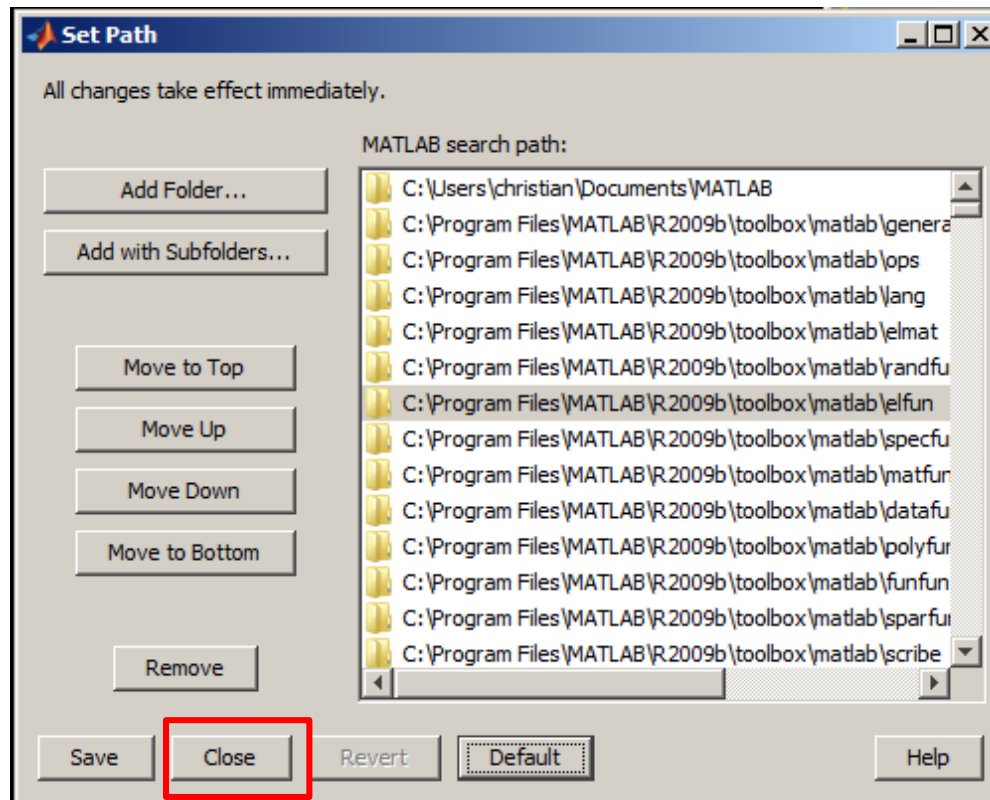 Set Path
All changes take effect immediately.
MATLAB search path:
Add Folder...
Add with Subfolders...
Move to Top
Move Up
Move Down
Move to Bottom
Remove
C:\Users\christian\Documents\MATLAB
C:\Program Files\MATLAB\R2009b\toolbox\matlab\genera
C:\Program Files\MATLAB\R2009b\toolbox\matlab\ops
C:\Program Files\MATLAB\R2009b\toolbox\matlab\lang
C:\Program Files\MATLAB\R2009b\toolbox\matlab\elmat
C:\Program Files\MATLAB\R2009b\toolbox\matlab\randfu
C:\Program Files\MATLAB\R2009b\toolbox\matlab\elfun
C:\Program Files\MATLAB\R2009b\toolbox\matlab\specfu
C:\Program Files\MATLAB\R2009b\toolbox\matlab\matfun
C:\Program Files\MATLAB\R2009b\toolbox\matlab\datafu
C:\Program Files\MATLAB\R2009b\toolbox\matlab\polyfun
C:\Program Files\MATLAB\R2009b\toolbox\matlab\funfun
C:\Program Files\MATLAB\R2009b\toolbox\matlab\sparfun
C:\Program Files\MATLAB\R2009b\toolbox\matlab\scribe
Save
Close
Revert
Default
Help